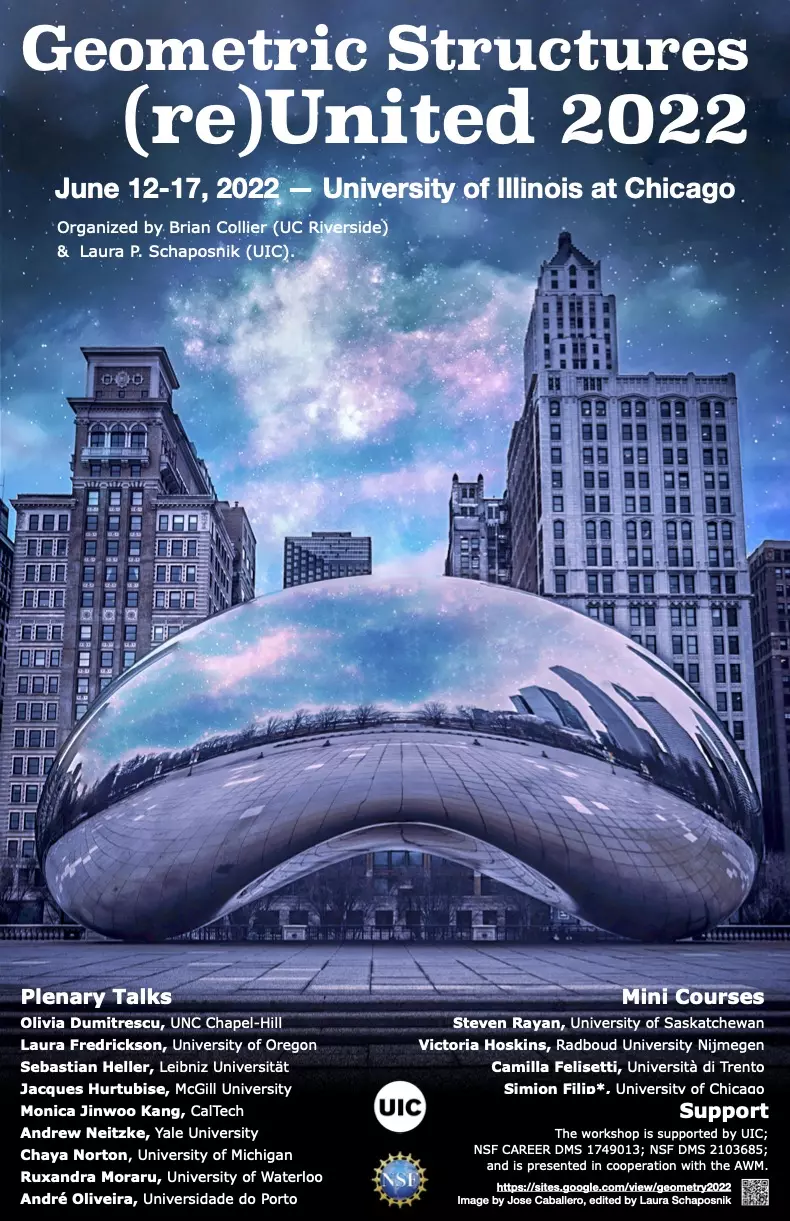 Geometric Structures
(re)United 2022
June 12-17, 2022 — University of Illinois at Chicago
Organized by Brian Collier (UC Riverside)
& Laura P. Schaposnik (UIC).
Plenary Talks
Olivia Dumitrescu, UNC Chapel-Hill
Laura Fredrickson, University of Oregon
Sebastian Heller, Leibniz Universität
Jacques Hurtubise, McGill University
Monica Jinwoo Kang, CalTech
Andrew Neitzke, Yale University
Chaya Norton, University of Michigan
Ruxandra Moraru, University of Waterloo
André Oliveira, Universidade do Porto
UIC
NSF
Mini Courses
Steven Rayan, University of Saskatchewan
Victoria Hoskins, Radboud University Nijmegen
Camilla Felisetti, Università di Trento
Simion Filip*, University of Chicago
Support
The workshop is supported by UIC;
NSF CAREER DMS 1749013; NSF DMS 2103685;
and is presented in cooperation with the AWM.
https://sites.google.com/view/geometry2022
Image by Jose Caballero, edited by Laura Schaposnik